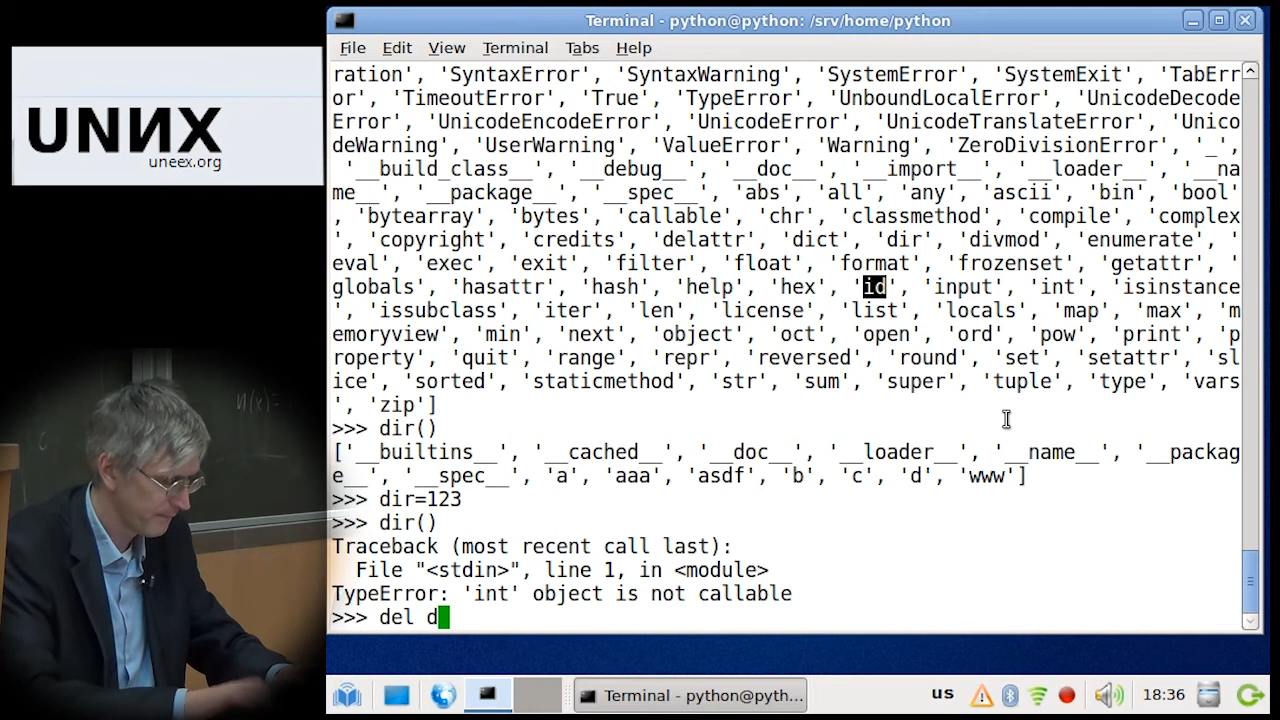 UNИX
uneex.org
Terminal - python@python: /srv/home/python
File Edit View Terminal Tabs Help
ration', 'SyntaxError', 'SyntaxWarning', 'SystemError', 'SystemExit', 'TabErr
or', 'TimeoutError', 'True', 'TypeError', 'UnboundLocalError', 'UnicodeDecode
Error', 'UnicodeEncodeError', 'UnicodeError', 'UnicodeTranslateError', 'Unico
deWarning', 'UserWarning', 'ValueError', 'Warning', 'ZeroDivisionError', '_',
 '__build_class__', '__debug__', '__doc__', '__import__', '__loader__', '__na
me__', '__package__', '__spec__', 'abs', 'all', 'any', 'ascii', 'bin', 'bool'
, 'bytearray', 'bytes', 'callable', 'chr', 'classmethod', 'compile', 'complex
', 'copyright', 'credits', 'delattr', 'dict', 'dir', 'divmod', 'enumerate', '
eval', 'exec', 'exit', 'filter', 'float', 'format', 'frozenset', 'getattr', '
globals', 'hasattr', 'hash', 'help', 'hex', 'id', 'input', 'int', 'isinstance
', 'issubclass', 'iter', 'len', 'license', 'list', 'locals', 'map', 'max', 'm
emoryview', 'min', 'next', 'object', 'oct', 'open', 'ord', 'pow', 'print', 'p
roperty', 'quit', 'range', 'repr', 'reversed', 'round', 'set', 'setattr', 'sl
ice', 'sorted', 'staticmethod', 'str', 'sum', 'super', 'tuple', 'type', 'vars
', 'zip']
>>> dir()
['__builtins__', '__cached__', '__doc__', '__loader__', '__name__', '__packag
e__', '__spec__', 'a', 'aaa', 'asdf', 'b', 'c', 'd', 'www']
>>> dir=123
>>> dir()
Traceback (most recent call last):
  File "<stdin>", line 1, in <module>
TypeError: 'int' object is not callable
>>> del d
Terminal - python@pyth...
us
18:36